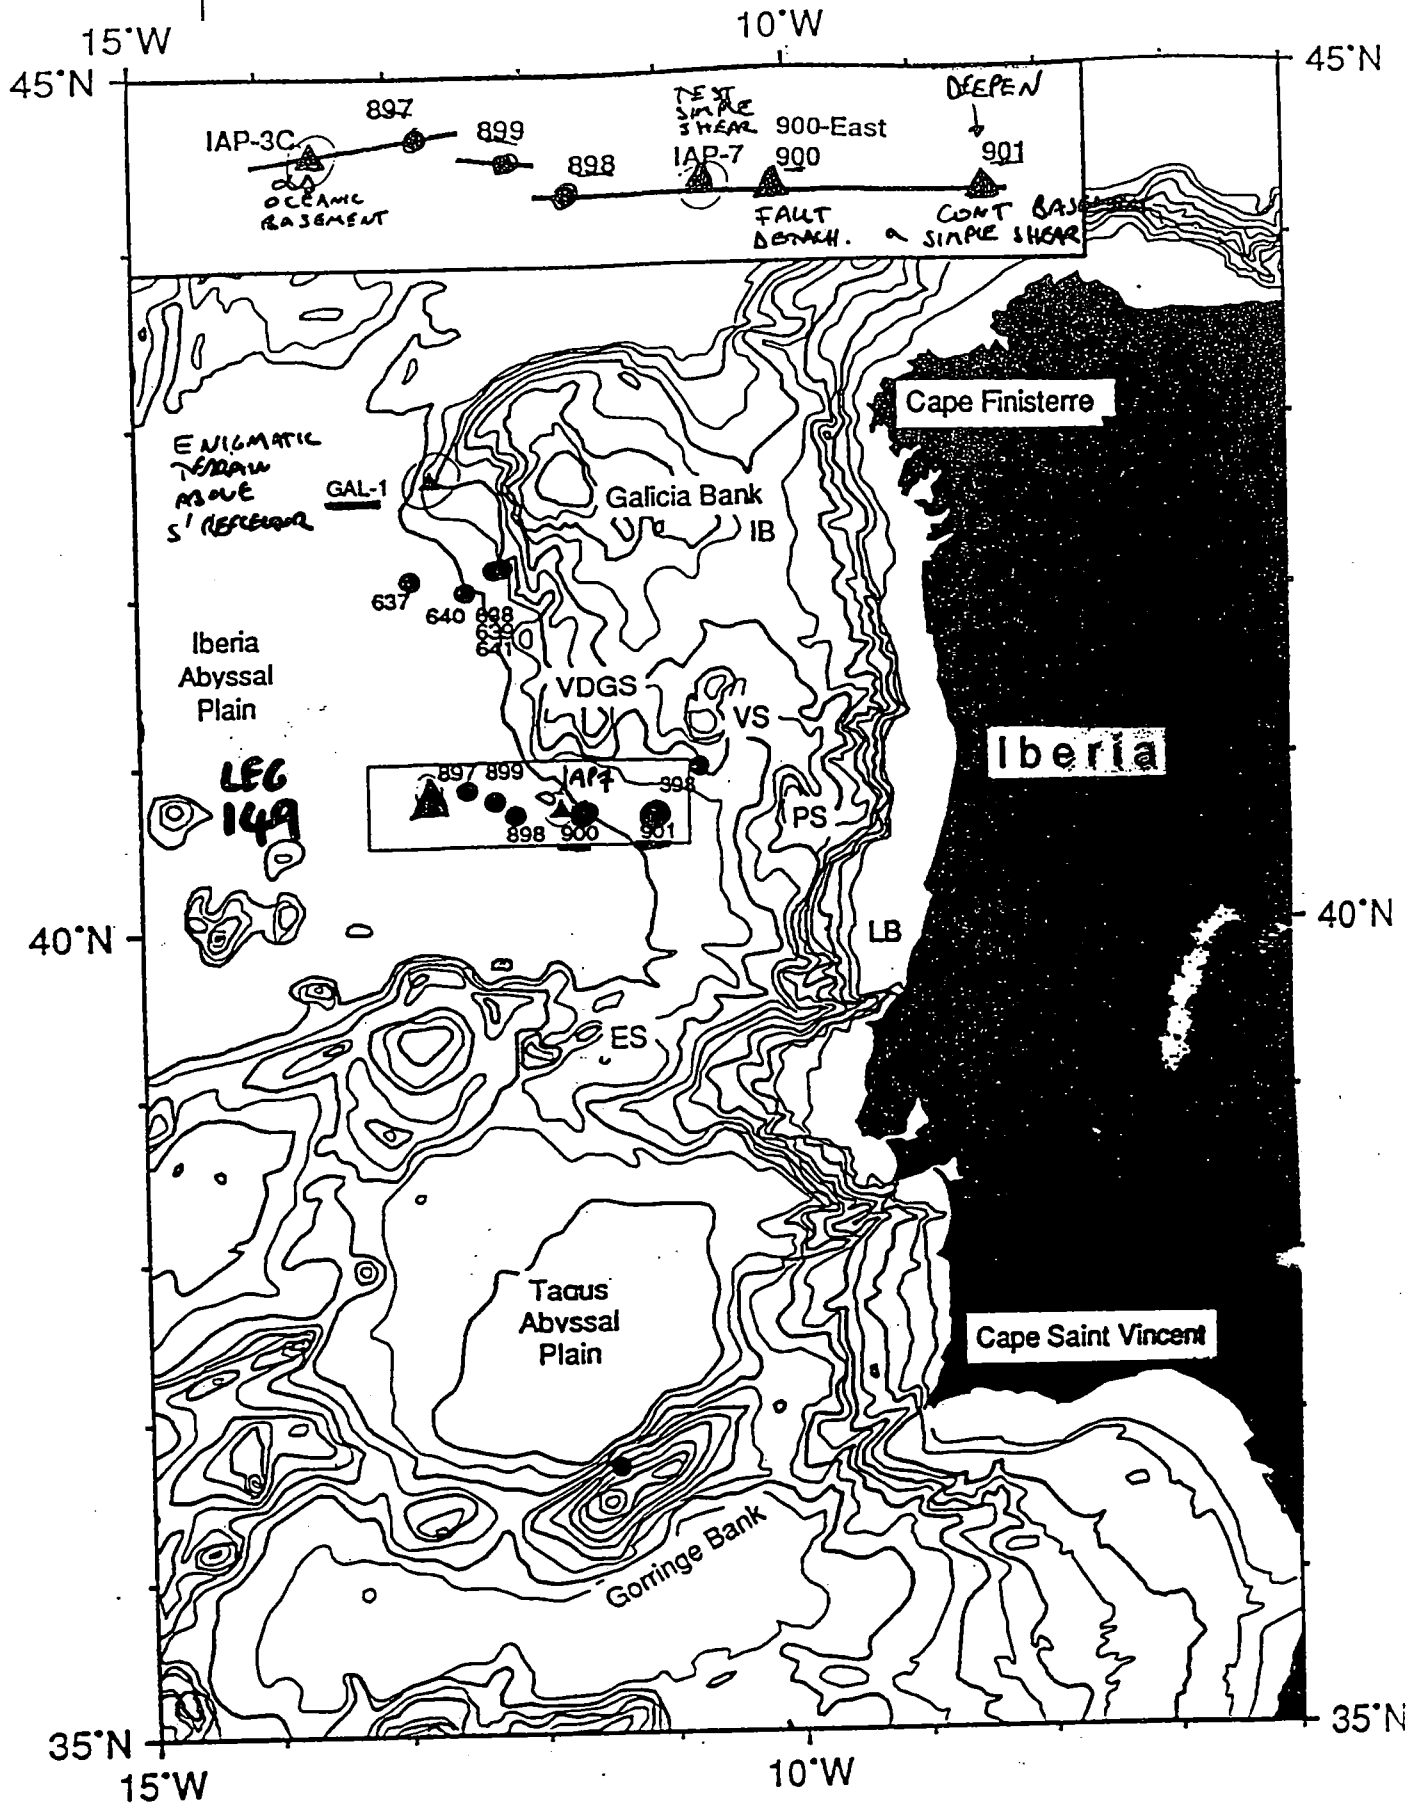 15°W 10°W
45°N 45°N
DEEPEN
TEST
SIMPLE
SHEAR
897
IAP-3C
899
898
900-East
IAP-7 900 901
OCEANIC
BASEMENT
FAULT
DETACH.
CONT BASEMENT
SIMPLE SHEAR
Cape Finisterre
ENIGMATIC
TERRAIN
ABOVE
S' REFLECTOR
GAL-1
Galicia Bank
IB
637
640 638
639
641
Iberia
Abyssal
Plain
VDGS
VS
Iberia
LEG
149
897 899 IAP7 398
898 900 901
PS
40°N 40°N
LB
ES
Tagus
Abyssal
Plain
Cape Saint Vincent
Gorringe Bank
35°N 35°N
15°W 10°W